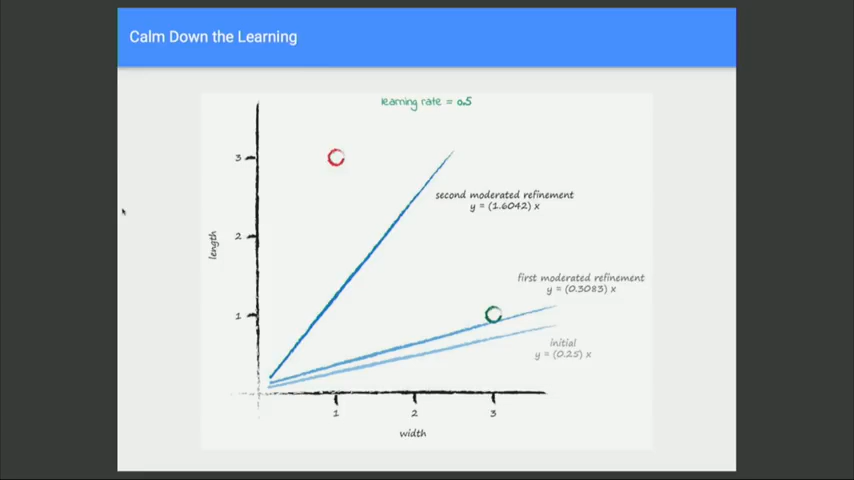 Calm Down the Learning
learning rate = 0.5
3
second moderated refinement
y = (1.6042) x
2
length
first moderated refinement
y = (0.3083) x
1
initial
y = (0.25) x
1 2 3
width